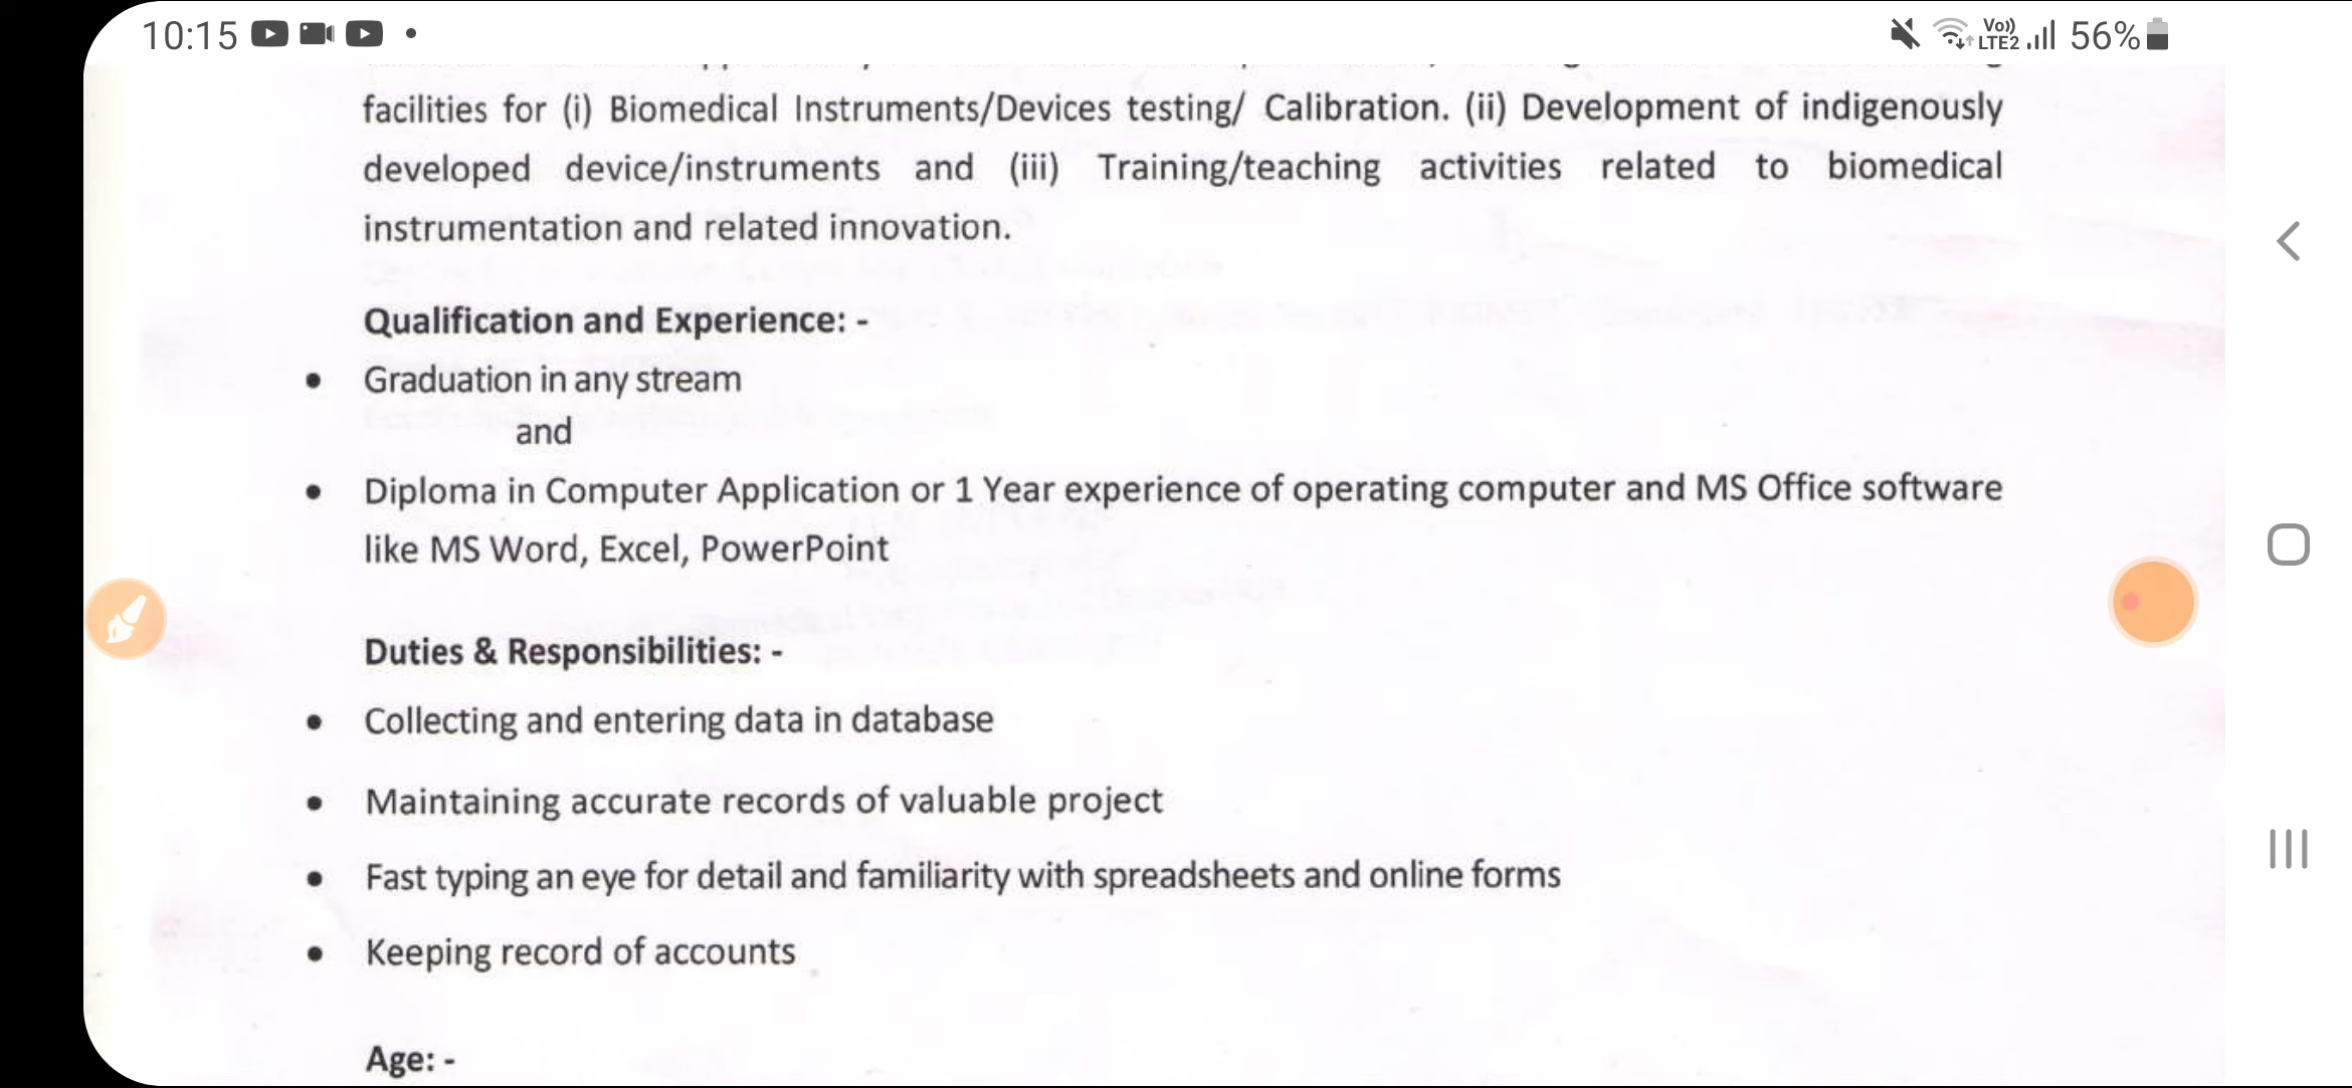 10:15 Vo)) LTE2 56%
facilities for (i) Biomedical Instruments/Devices testing/ Calibration. (ii) Development of indigenously
developed device/instruments and (iii) Training/teaching activities related to biomedical
instrumentation and related innovation.
Qualification and Experience: -
• Graduation in any stream
and
• Diploma in Computer Application or 1 Year experience of operating computer and MS Office software
like MS Word, Excel, PowerPoint
Duties & Responsibilities: -
• Collecting and entering data in database
• Maintaining accurate records of valuable project
• Fast typing an eye for detail and familiarity with spreadsheets and online forms
• Keeping record of accounts
Age: -